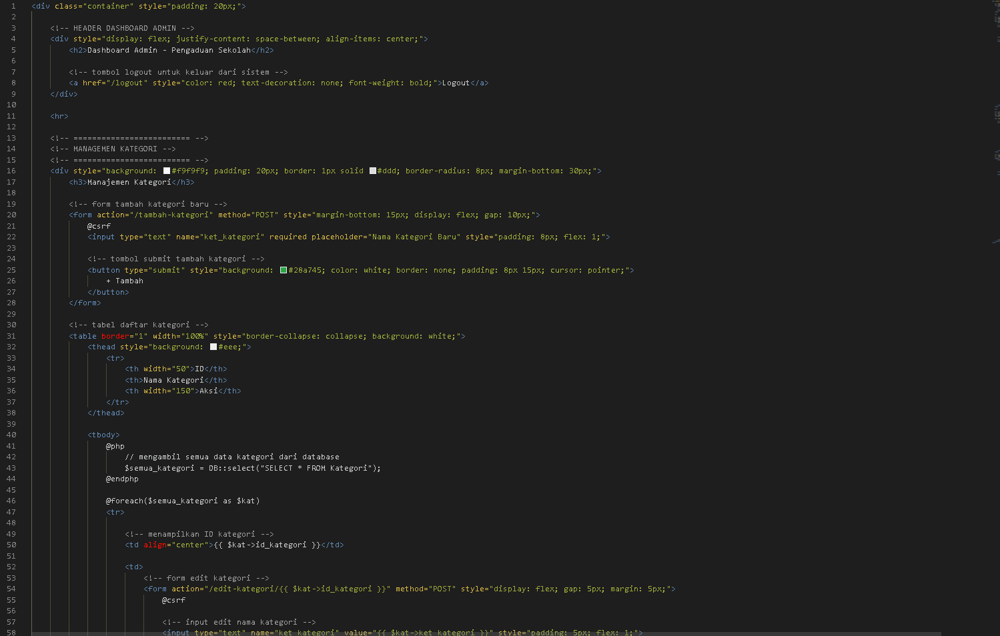 1 <div class="container" style="padding: 20px;">
2
3 <!-- HEADER DASHBOARD ADMIN -->
4 <div style="display: flex; justify-content: space-between; align-items: center;">
5 <h2>Dashboard Admin - Pengaduan Sekolah</h2>
6
7 <!-- tombol logout untuk keluar dari sistem -->
8 <a href="/logout" style="color: red; text-decoration: none; font-weight: bold;">Logout</a>
9 </div>
10
11 <hr>
12
13 <!-- ========================= -->
14 <!-- MANAGEMEN KATEGORI -->
15 <!-- ========================= -->
16 <div style="background: #f9f9f9; padding: 20px; border: 1px solid #ddd; border-radius: 8px; margin-bottom: 30px;">
17 <h3>Manajemen Kategori</h3>
18
19 <!-- form tambah kategori baru -->
20 <form action="/tambah-kategori" method="POST" style="margin-bottom: 15px; display: flex; gap: 10px;">
21 @csrf
22 <input type="text" name="ket_kategori" required placeholder="Nama Kategori Baru" style="padding: 8px; flex: 1;">
23
24 <!-- tombol submit tambah kategori -->
25 <button type="submit" style="background: #28a745; color: white; border: none; padding: 8px 15px; cursor: pointer;">
26 + Tambah
27 </button>
28 </form>
29
30 <!-- tabel daftar kategori -->
31 <table border="1" width="100%" style="border-collapse: collapse; background: white;">
32 <thead style="background: #eee;">
33 <tr>
34 <th width="50">ID</th>
35 <th>Nama Kategori</th>
36 <th width="150">Aksi</th>
37 </tr>
38 </thead>
39
40 <tbody>
41 @php
42 // mengambil semua data kategori dari database
43 $semua_kategori = DB::select("SELECT * FROM Kategori");
44 @endphp
45
46 @foreach($semua_kategori as $kat)
47 <tr>
48
49 <!-- menampilkan ID kategori -->
50 <td align="center">{{ $kat->id_kategori }}</td>
51
52 <td>
53 <!-- form edit kategori -->
54 <form action="/edit-kategori/{{ $kat->id_kategori }}" method="POST" style="display: flex; gap: 5px; margin: 5px;">
55 @csrf
56
57 <!-- input edit nama kategori -->
58 <input type="text" name="ket_kategori" value="{{ $kat->ket_kategori }}" style="padding: 5px; flex: 1;">